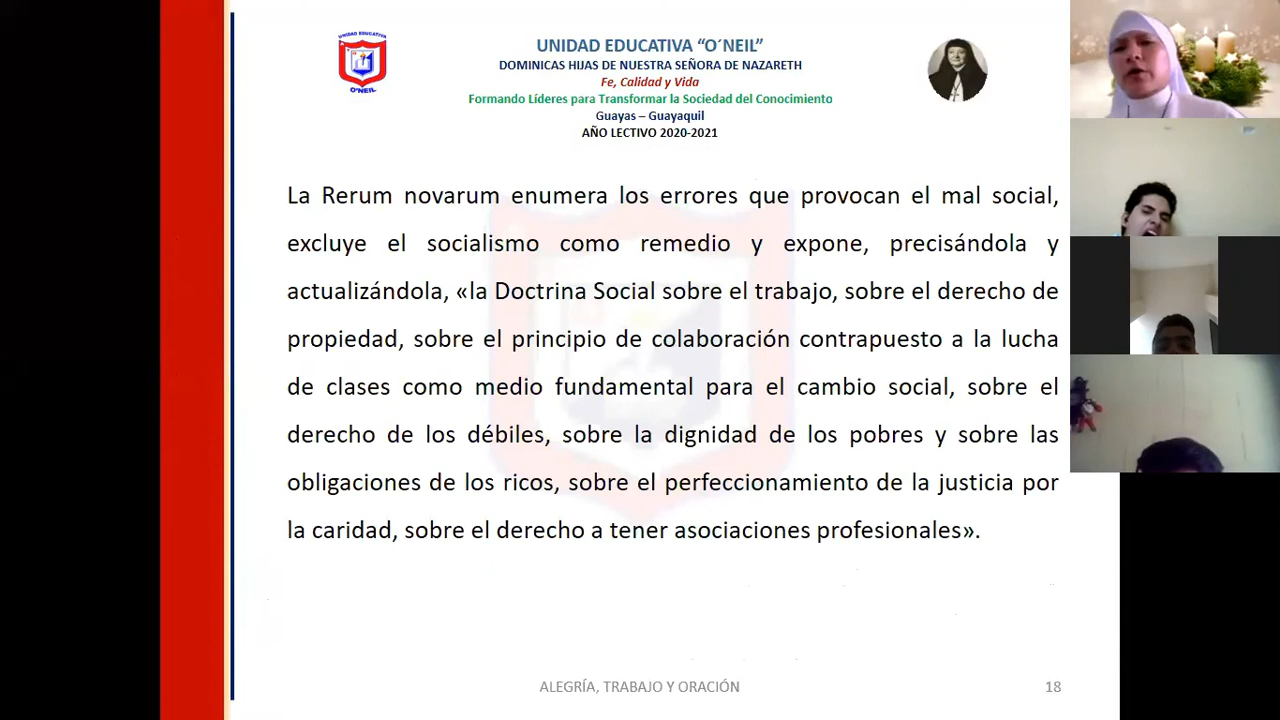 UNIDAD EDUCATIVA
O'NEIL
UNIDAD EDUCATIVA “O´NEIL”
DOMINICAS HIJAS DE NUESTRA SEÑORA DE NAZARETH
Fe, Calidad y Vida
Formando Líderes para Transformar la Sociedad del Conocimiento
Guayas – Guayaquil
AÑO LECTIVO 2020-2021
La Rerum novarum enumera los errores que provocan el mal social,
excluye el socialismo como remedio y expone, precisándola y
actualizándola, «la Doctrina Social sobre el trabajo, sobre el derecho de
propiedad, sobre el principio de colaboración contrapuesto a la lucha
de clases como medio fundamental para el cambio social, sobre el
derecho de los débiles, sobre la dignidad de los pobres y sobre las
obligaciones de los ricos, sobre el perfeccionamiento de la justicia por
la caridad, sobre el derecho a tener asociaciones profesionales».
ALEGRÍA, TRABAJO Y ORACIÓN
18